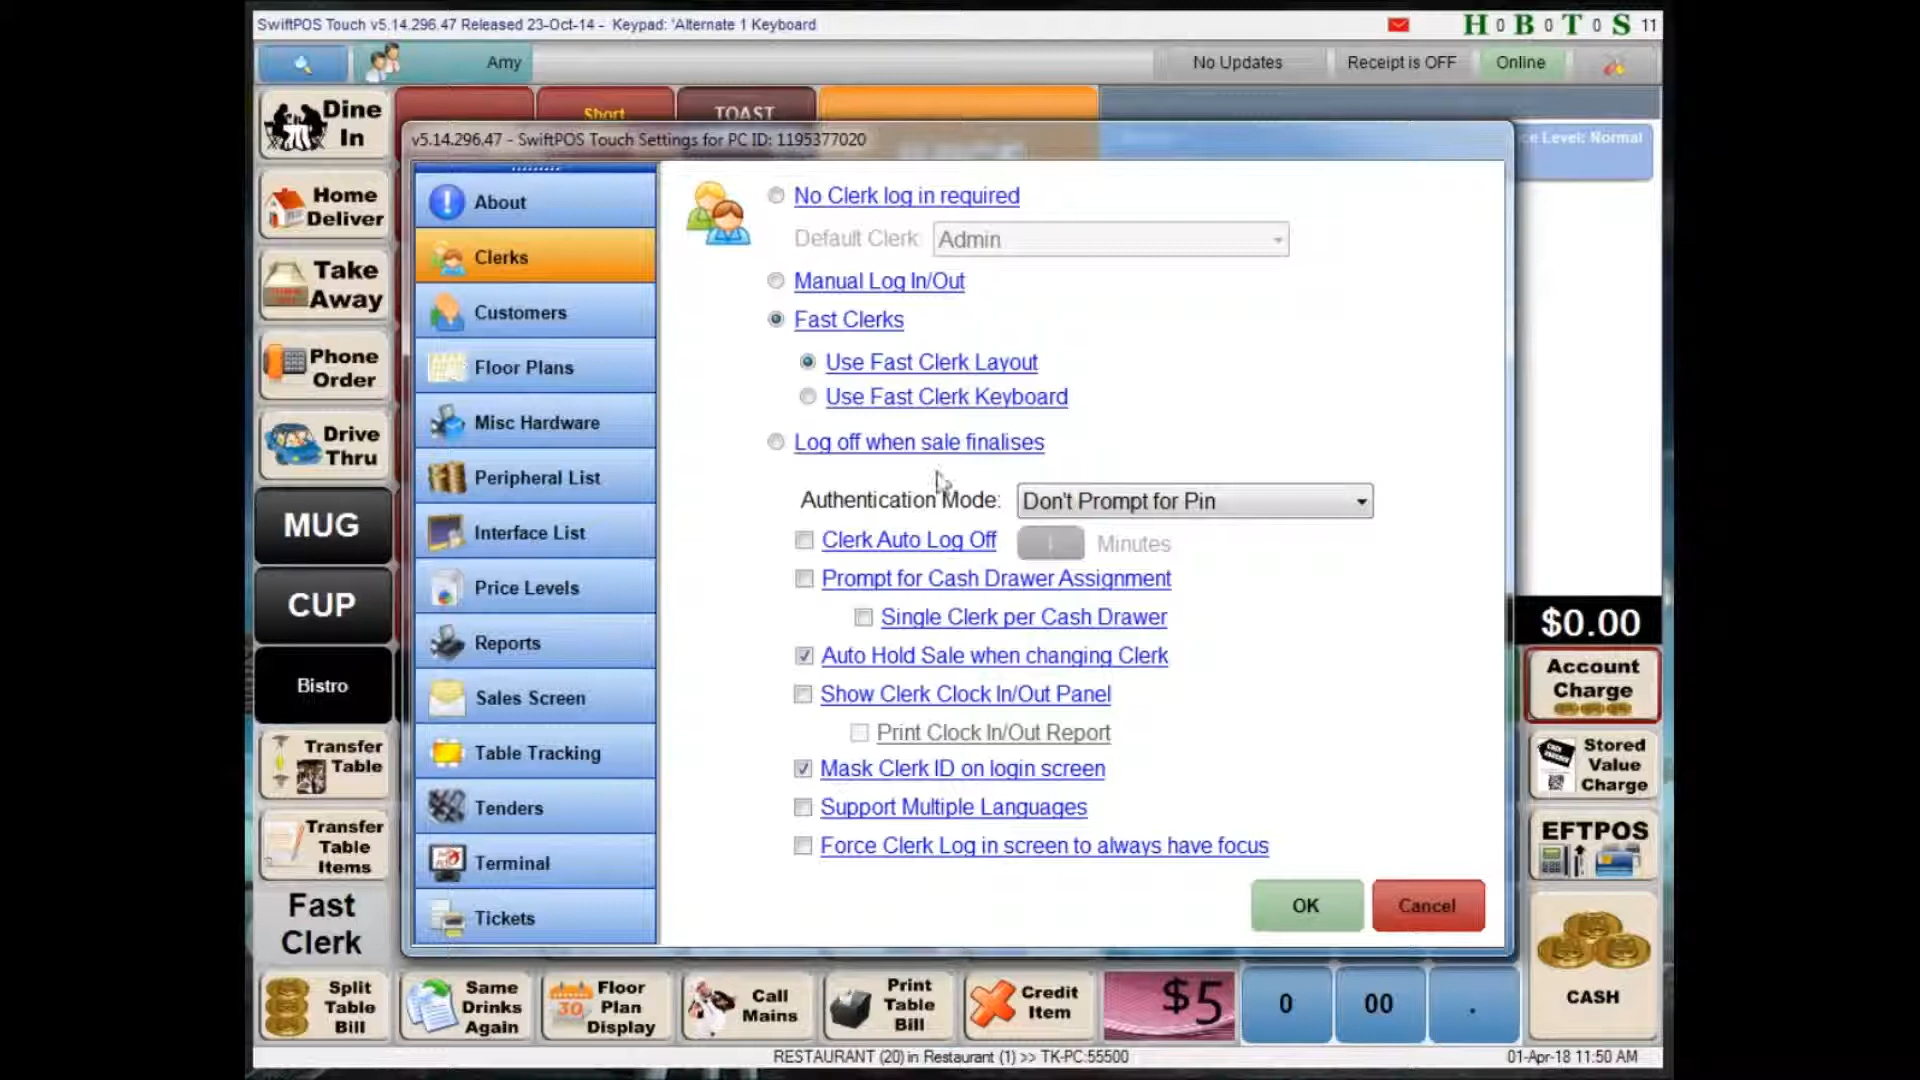 SwiftPOS Touch v5.14.296.47 Released 23-Oct-14 - Keypad: 'Alternate 1 Keyboard
H 0 B 0 T 0 S 11
Amy
No Updates
Receipt is OFF
Online
Dine In
Home Deliver
Take Away
Phone Order
Drive Thru
MUG
CUP
Bistro
Transfer Table
Transfer Table Items
Fast Clerk
Short
TOAST
v5.14.296.47 - SwiftPOS Touch Settings for PC ID: 1195377020
About
Clerks
Customers
Floor Plans
Misc Hardware
Peripheral List
Interface List
Price Levels
Reports
Sales Screen
Table Tracking
Tenders
Terminal
Tickets
No Clerk log in required
Default Clerk: Admin
Manual Log In/Out
Fast Clerks
Use Fast Clerk Layout
Use Fast Clerk Keyboard
Log off when sale finalises
Authentication Mode: Don't Prompt for Pin
Clerk Auto Log Off Minutes
Prompt for Cash Drawer Assignment
Single Clerk per Cash Drawer
Auto Hold Sale when changing Clerk
Show Clerk Clock In/Out Panel
Print Clock In/Out Report
Mask Clerk ID on login screen
Support Multiple Languages
Force Clerk Log in screen to always have focus
OK
Cancel
Level: Normal
$0.00
Account Charge
Stored Value Charge
EFTPOS
CASH
Split Table Bill
Same Drinks Again
30
Floor Plan Display
Call Mains
Print Table Bill
Credit Item
$5
0
00
.
RESTAURANT (20) in Restaurant (1) >> TK-PC:55500
01-Apr-18 11:50 AM